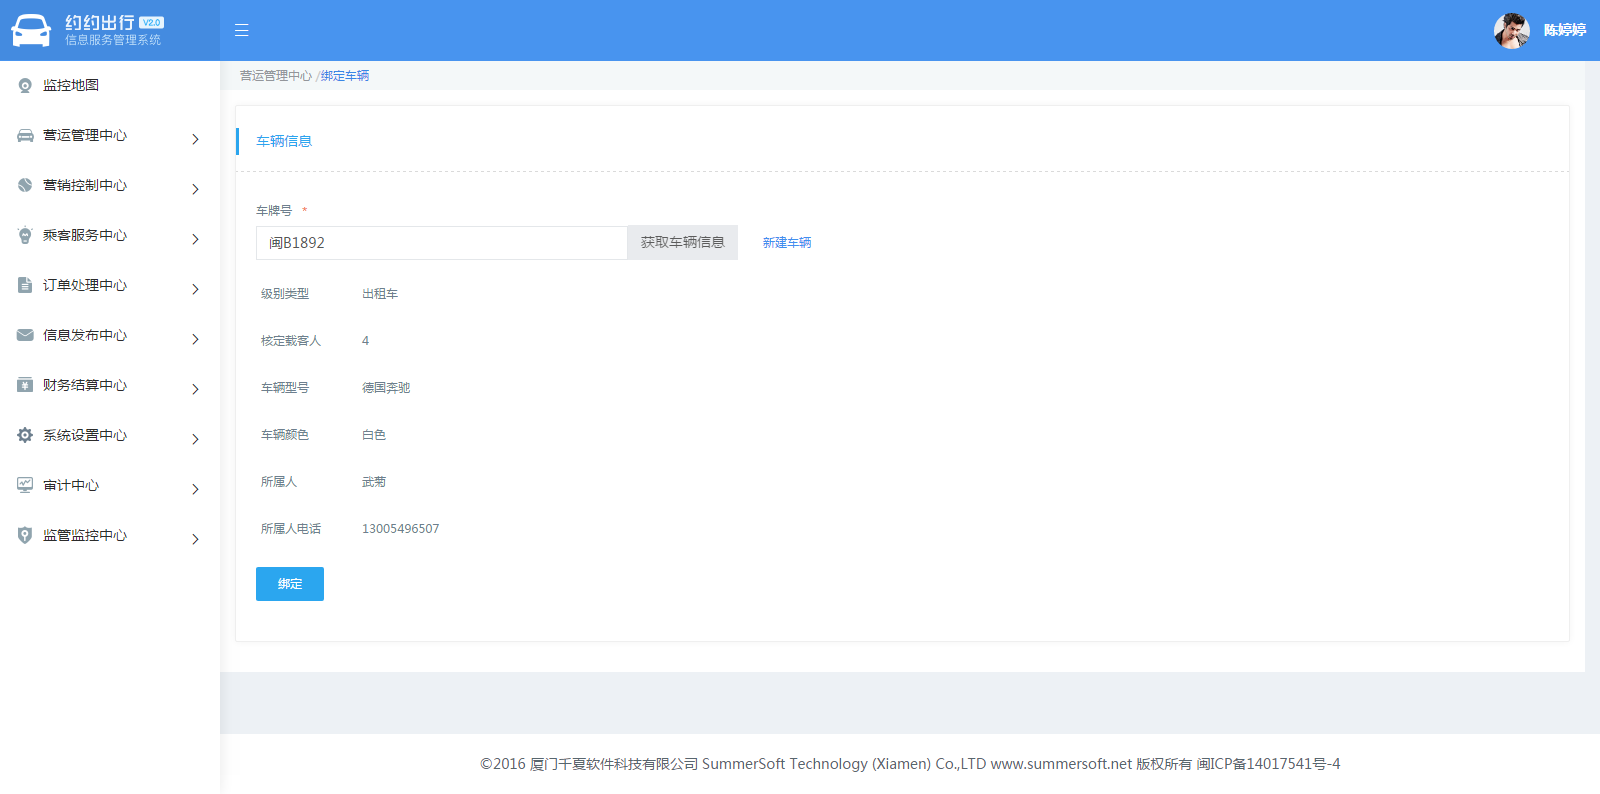 约约出行 V2.0
信息服务管理系统
陈婷婷
监控地图
营运管理中心
营销控制中心
乘客服务中心
订单处理中心
信息发布中心
财务结算中心
系统设置中心
审计中心
监管监控中心
营运管理中心 /绑定车辆
车辆信息
车牌号 *
闽B1892 获取车辆信息 新建车辆
级别类型 出租车
核定载客人 4
车辆型号 德国奔驰
车辆颜色 白色
所属人 武菊
所属人电话 13005496507
绑定
©2016 厦门千夏软件科技有限公司 SummerSoft Technology (Xiamen) Co.,LTD www.summersoft.net 版权所有 闽ICP备14017541号-4